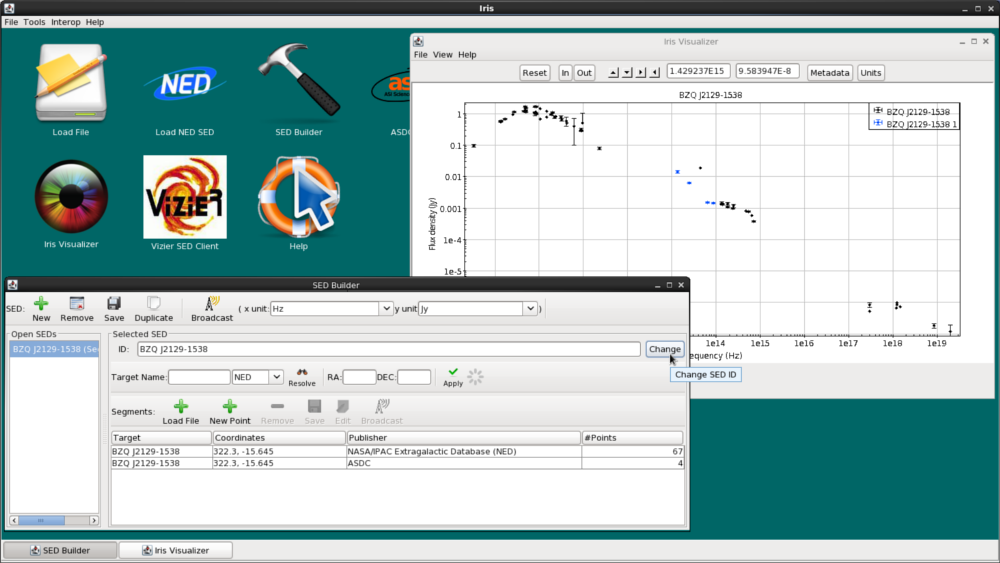 Iris
File Tools Interop Help
NED
Load File
Load NED SED
SED Builder
ASD
VizieR
Iris Visualizer
Vizier SED Client
Help
Iris Visualizer
File View Help
Reset In Out 1.429237E15 9.583947E-8 Metadata Units
BZQ J2129-1538
BZQ J2129-1538
BZQ J2129-1538 1
Flux density (Jy)
1
0.1
0.01
0.001
1e-4
1e-5
1e14 1e15 1e16 1e17 1e18 1e19
equency (Hz)
SED Builder
SED: New Remove Save Duplicate Broadcast ( x unit: Hz y unit Jy )
Open SEDs
BZQ J2129-1538 (Se
Selected SED
ID: BZQ J2129-1538 Change
Change SED ID
Target Name: NED Resolve RA: DEC: Apply
Segments: Load File New Point Remove Save Edit Broadcast
Target Coordinates Publisher #Points
BZQ J2129-1538 322.3, -15.645 NASA/IPAC Extragalactic Database (NED) 67
BZQ J2129-1538 322.3, -15.645 ASDC 4
SED Builder Iris Visualizer